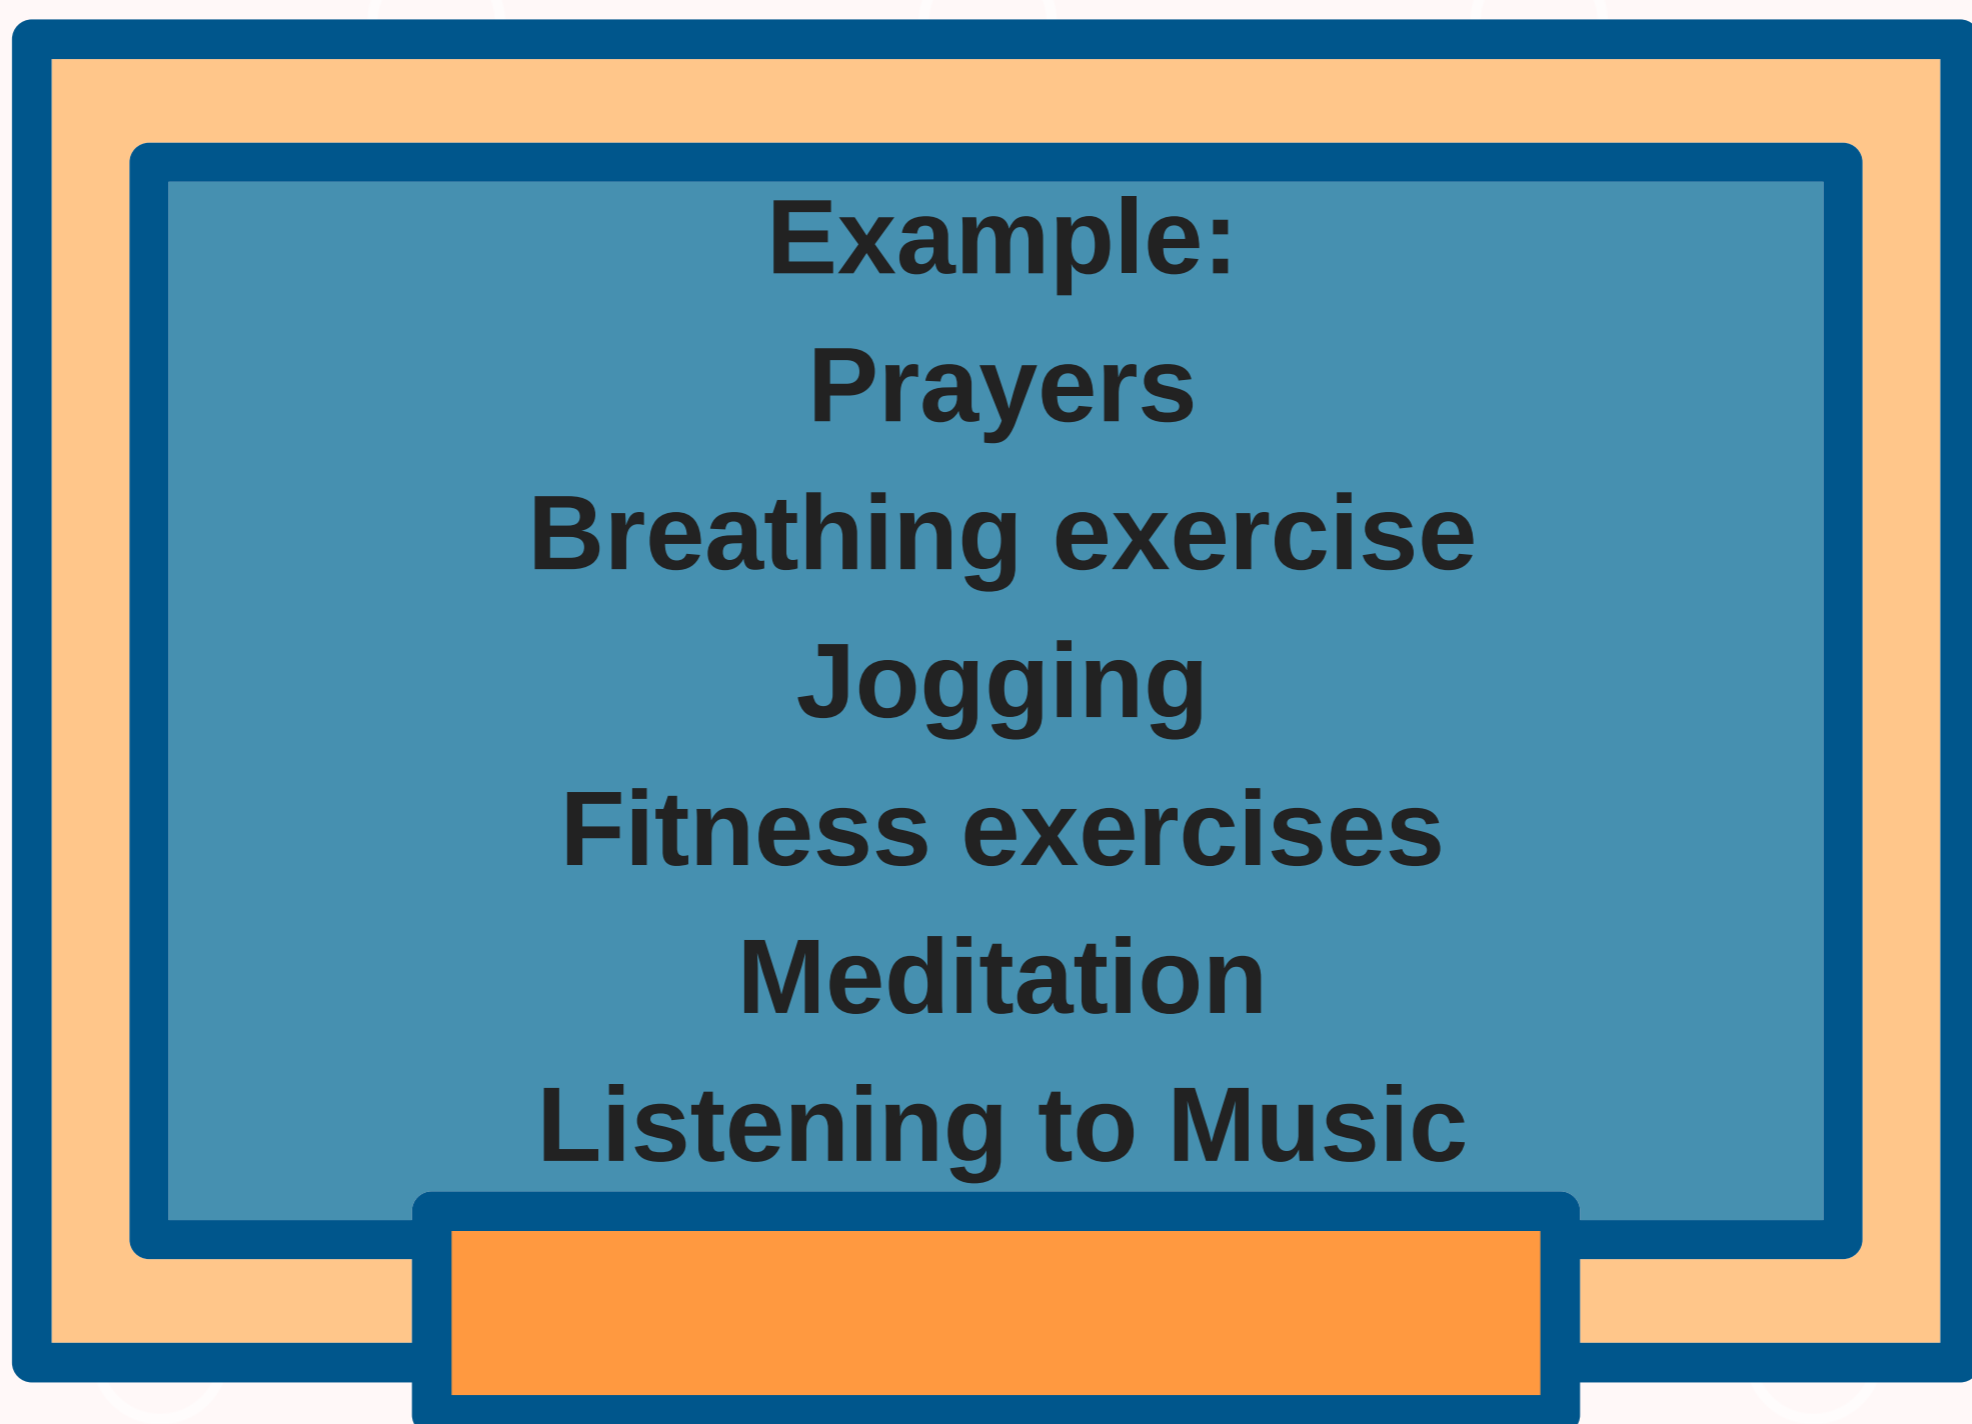 Example:
Prayers
Breathing exercise
Jogging
Fitness exercises
Meditation
Listening to Music